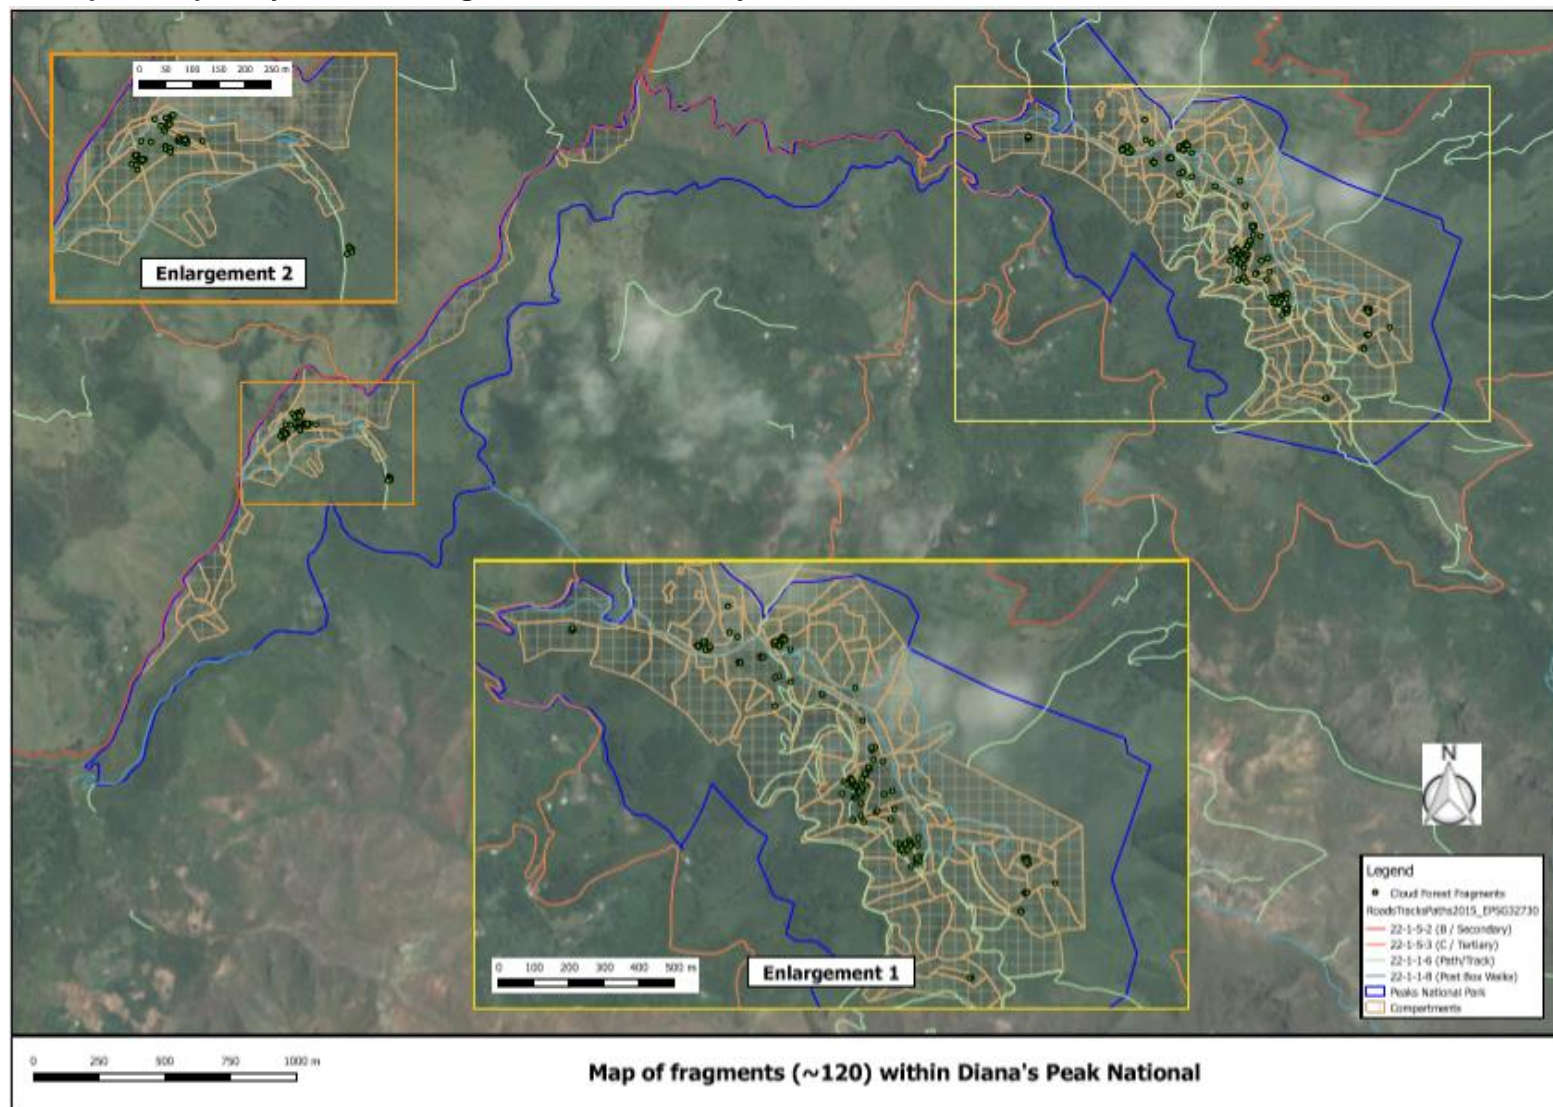 0 50 100 150 200 250 m
Enlargement 2
0 100 200 300 400 500 m
Enlargement 1
N
Legend
Cloud Forest Fragments
RoadsTracksPaths2015_EPSG32730
22-1-5-2 (B / Secondary)
22-1-5-3 (C / Tertiary)
22-1-1-6 (Path/Track)
22-1-1-8 (Post Box Walks)
Peaks National Park
Compartments
0 250 500 750 1000 m
Map of fragments (~120) within Diana's Peak National